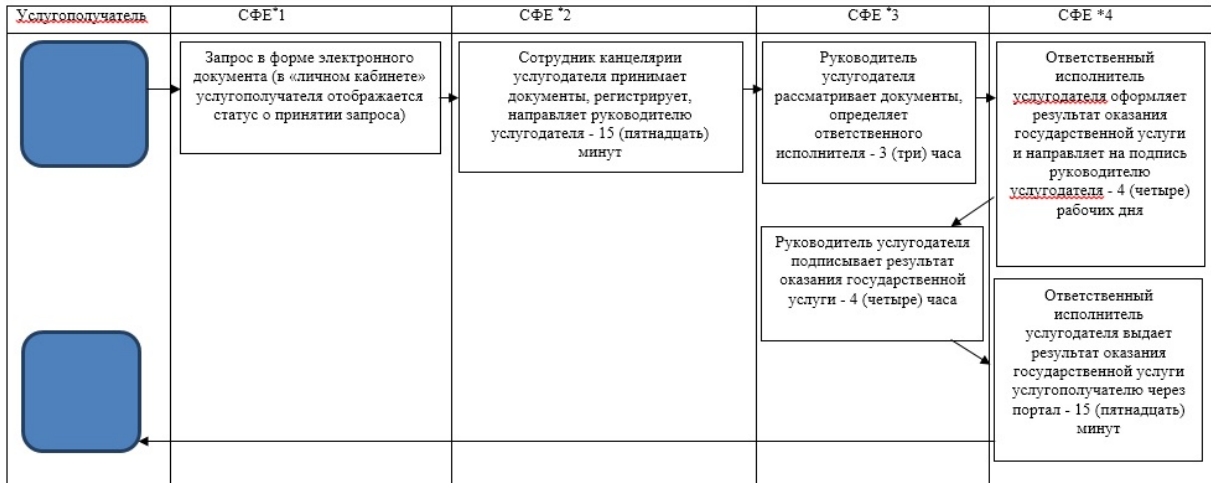 Услугополучатель
СФЕ*1
СФЕ *2
СФЕ *3
СФЕ *4
Запрос в форме электронного
документа (в «личном кабинете»
услугополучателя отображается
статус о принятии запроса)
Сотрудник канцелярии
услугодателя принимает
документы, регистрирует,
направляет руководителю
услугодателя - 15 (пятнадцать)
минут
Руководитель
услугодателя
рассматривает документы,
определяет
ответственного
исполнителя - 3 (три) часа
Ответственный
исполнитель
услугодателя оформляет
результат оказания
государственной услуги
и направляет на подпись
руководителю
услугодателя - 4 (четыре)
рабочих дня
Руководитель услугодателя
подписывает результат
оказания государственной
услуги - 4 (четыре) часа
Ответственный
исполнитель
услугодателя выдает
результат оказания
государственной услуги
услугополучателю через
портал - 15 (пятнадцать)
минут